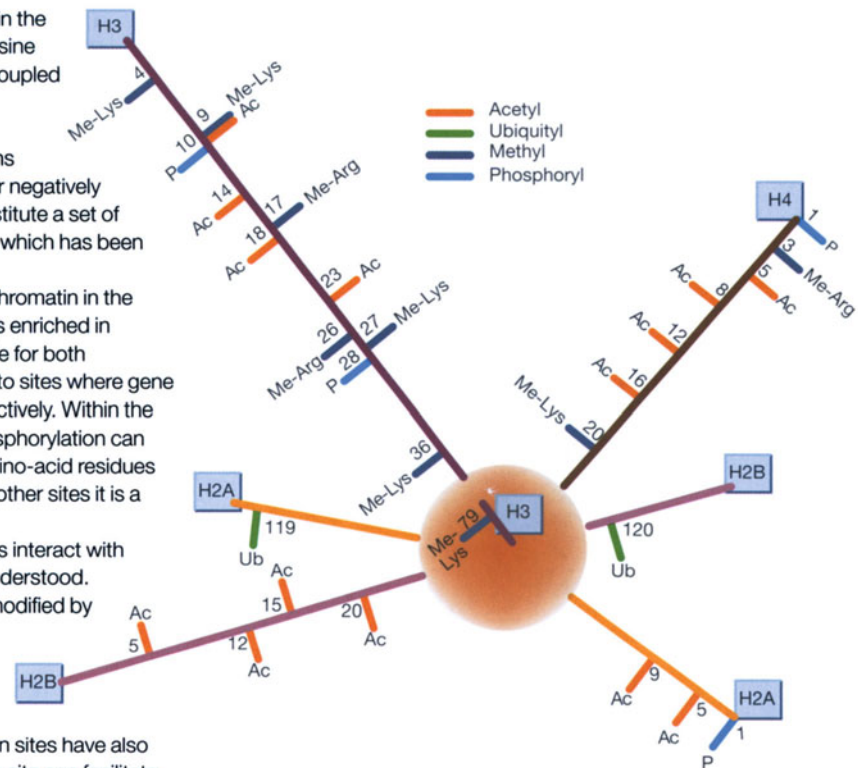 in the
sine
oupled
ns
r negatively
stitute a set of
which has been
hromatin in the
s enriched in
e for both
to sites where gene
ctively. Within the
sphorylation can
ino-acid residues
other sites it is a
s interact with
derstood.
nodified by
n sites have also
H3
4
Me-Lys
9
Me-Lys
Ac
10
P
14
Ac
17
Me-Arg
18
Ac
23
Ac
26
Me-Arg
27
Me-Lys
28
P
36
Me-Lys
Acetyl
Ubiquityl
Methyl
Phosphoryl
H4
1
P
3
Me-Arg
5
Ac
8
Ac
12
Ac
16
Ac
20
Me-Lys
H2A
119
Ub
H3
79
Me-
Lys
H2B
120
Ub
Ac
15
20
Ac
Ac
5
12
Ac
H2B
9
Ac
5
Ac
H2A
1
P